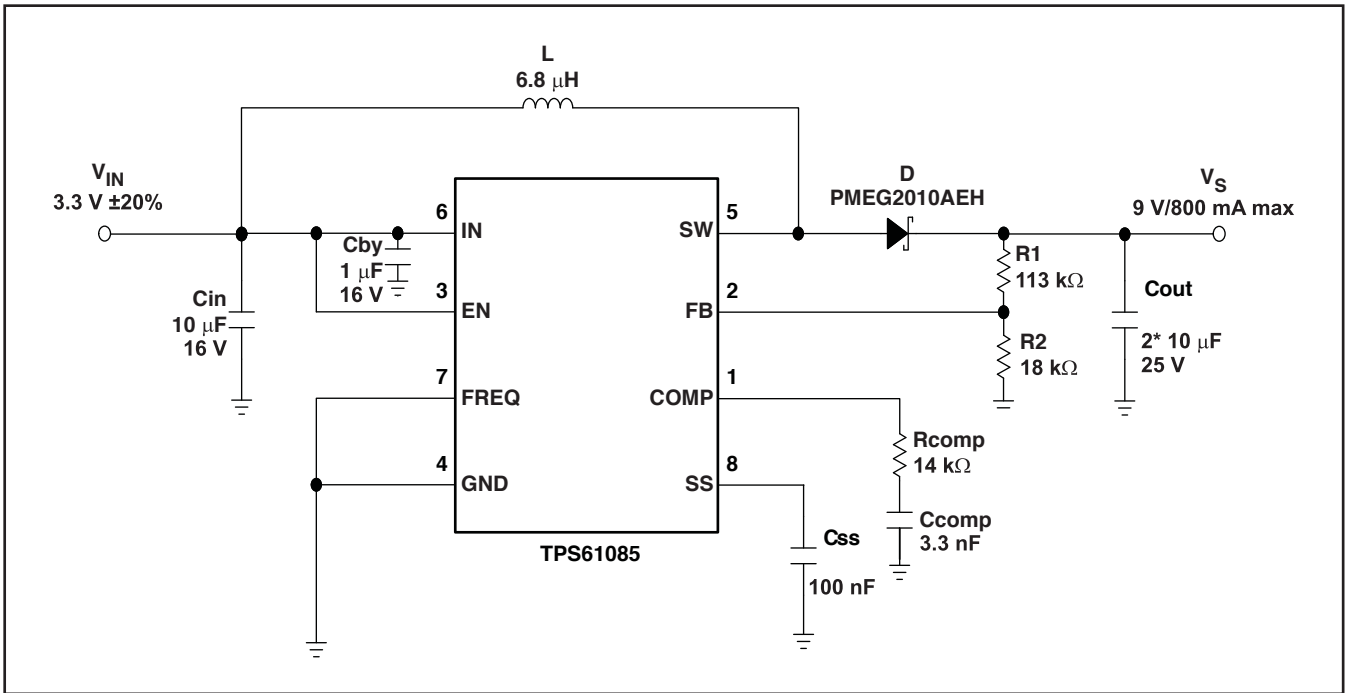 L
6.8 μH
V_IN
3.3 V ±20%
D
PMEG2010AEH
V_S
9 V/800 mA max
6
IN
5
SW
Cby
1 μF
16 V
R1
113 kΩ
3
EN
2
FB
Cin
10 μF
16 V
Cout
2* 10 μF
25 V
R2
18 kΩ
7
FREQ
1
COMP
Rcomp
14 kΩ
4
GND
8
SS
Ccomp
3.3 nF
Css
100 nF
TPS61085